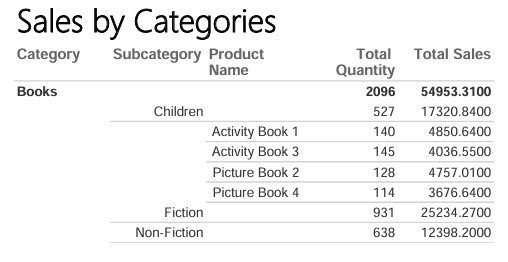 Sales by Categories
Category Subcategory Product Name Total Quantity Total Sales
Books 2096 54953.3100
Children 527 17320.8400
Activity Book 1 140 4850.6400
Activity Book 3 145 4036.5500
Picture Book 2 128 4757.0100
Picture Book 4 114 3676.6400
Fiction 931 25234.2700
Non-Fiction 638 12398.2000